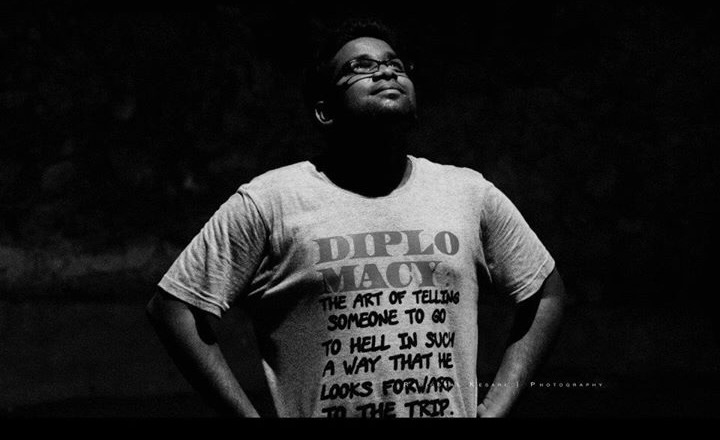 DIPLO
MACY
THE ART OF TELLING
SOMEONE TO GO
TO HELL IN SUCH
A WAY THAT HE
LOOKS FORWARD
TO THE TRIP.
| PHOTOGRAPHY